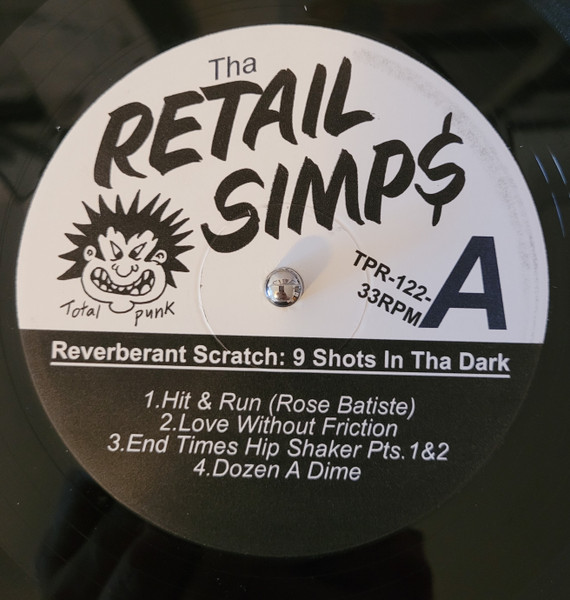 Tha
RETAIL
SIMP$
Total punk
TPR-122-A
33RPM
Reverberant Scratch: 9 Shots In Tha Dark
1.Hit & Run (Rose Batiste)
2.Love Without Friction
3.End Times Hip Shaker Pts.1&2
4.Dozen A Dime